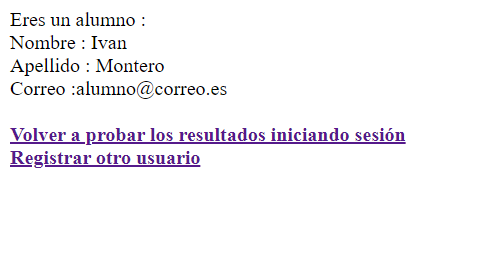 Eres un alumno :
Nombre : Ivan
Apellido : Montero
Correo :alumno@correo.es
Volver a probar los resultados iniciando sesión
Registrar otro usuario